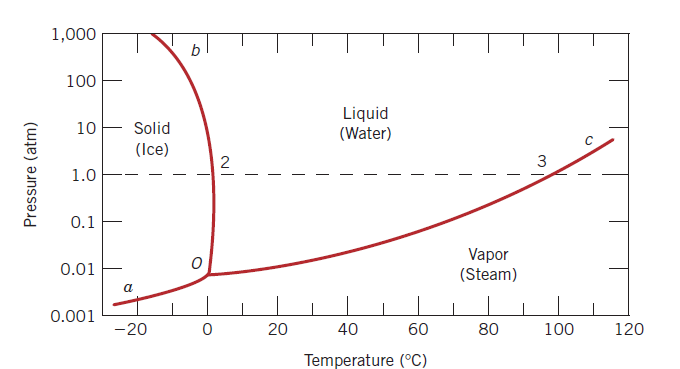 1,000
b
100
Liquid
(Water)
10
Solid
(Ice)
c
2
3
1.0
Pressure (atm)
0.1
O
Vapor
(Steam)
0.01
a
0.001
−20
0
20
40
60
80
100
120
Temperature (°C)